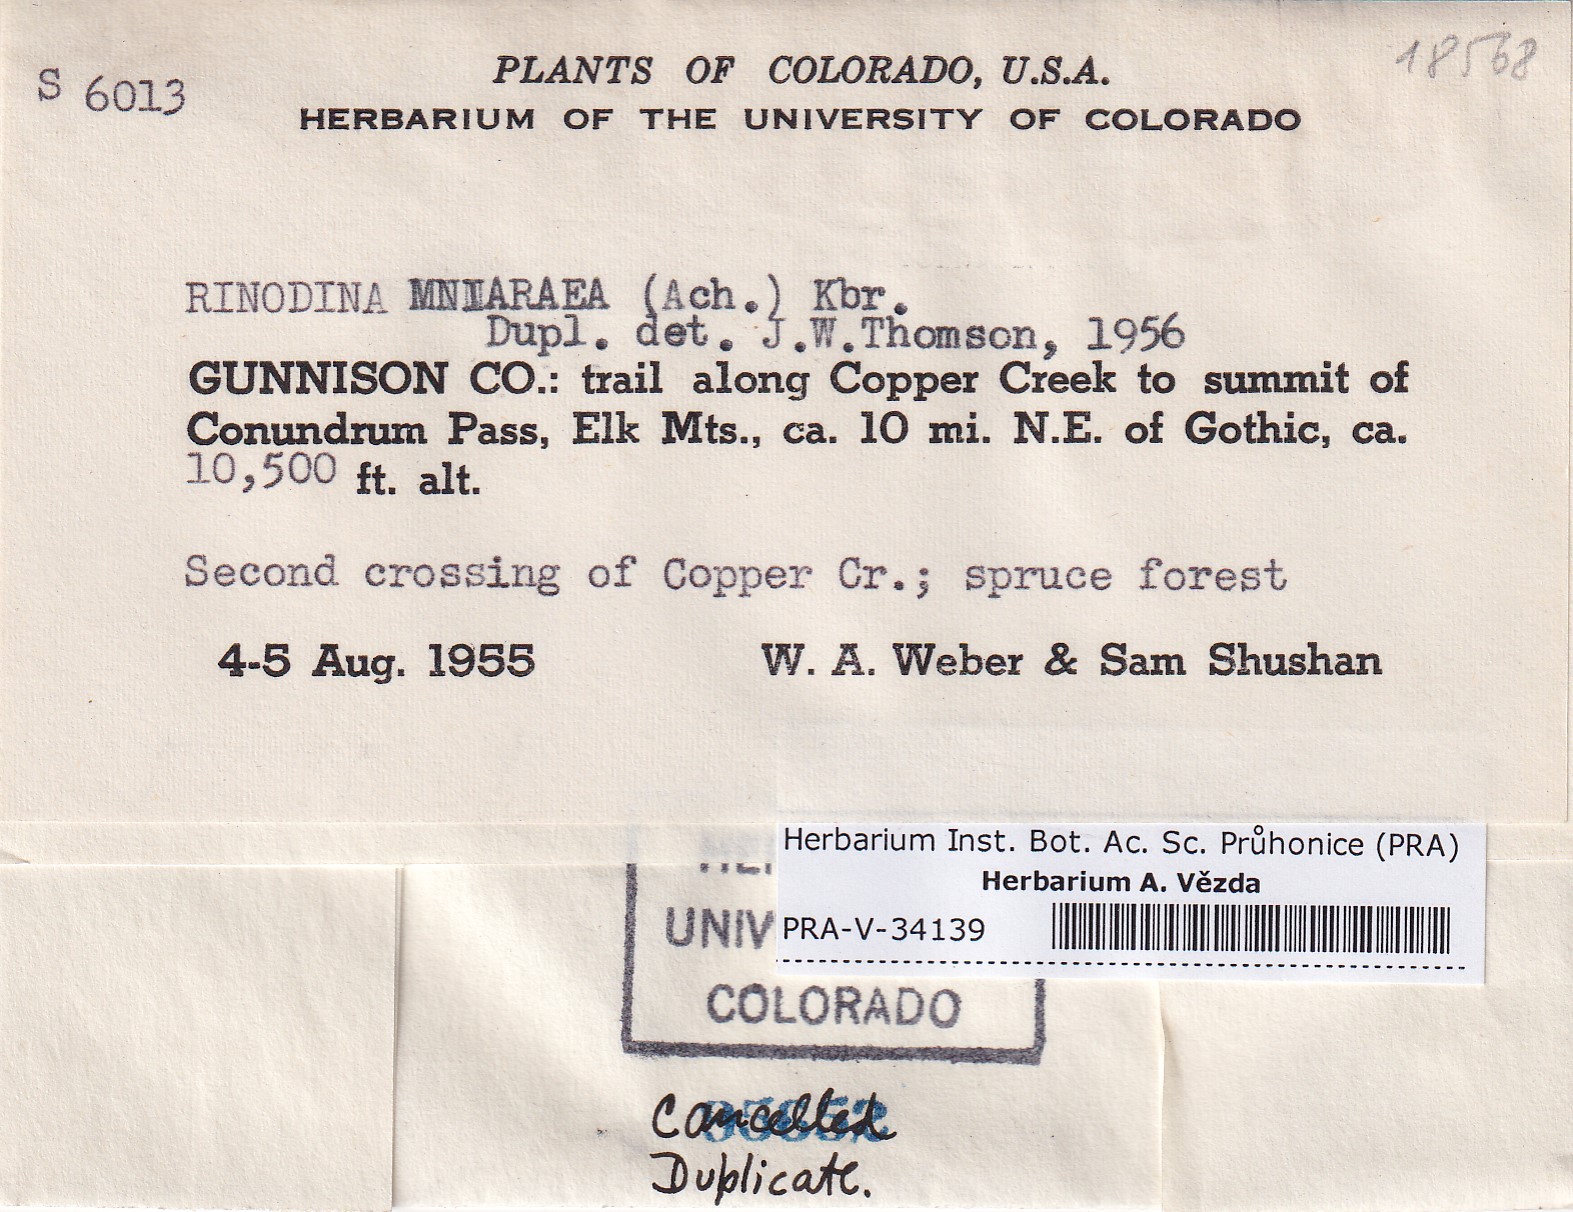 S 6013
PLANTS OF COLORADO, U.S.A.
18568
HERBARIUM OF THE UNIVERSITY OF COLORADO
RINODINA MNIARAEA (Ach.) Kbr.
Dupl. det. J.W.Thomson, 1956
GUNNISON CO.: trail along Copper Creek to summit of
Conundrum Pass, Elk Mts., ca. 10 mi. N.E. of Gothic, ca.
10,500 ft. alt.
Second crossing of Copper Cr.; spruce forest
4-5 Aug. 1955 W. A. Weber & Sam Shushan
Herbarium Inst. Bot. Ac. Sc. Průhonice (PRA)
Herbarium A. Vězda
PRA-V-34139
UNIV
COLORADO
Cancelled
Duplicate.